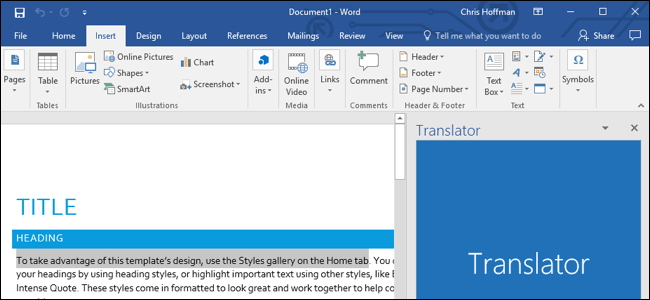 Document1 - Word
Chris Hoffman
File Home Insert Design Layout References Mailings Review View Tell me what you want to do Share
Pages
Table
Pictures
Online Pictures
Shapes
SmartArt
Chart
Screenshot
Add-
ins
Online
Video
Links
Comment
Header
Footer
Page Number
Text
Box
Symbols
Tables Illustrations Media Comments Header & Footer Text
Translator
TITLE
HEADING
To take advantage of this template's design, use the Styles gallery on the Home tab. You
your headings by using heading styles, or highlight important text using other styles, like
Intense Quote. These styles come in formatted to look great and work together to help
Translator